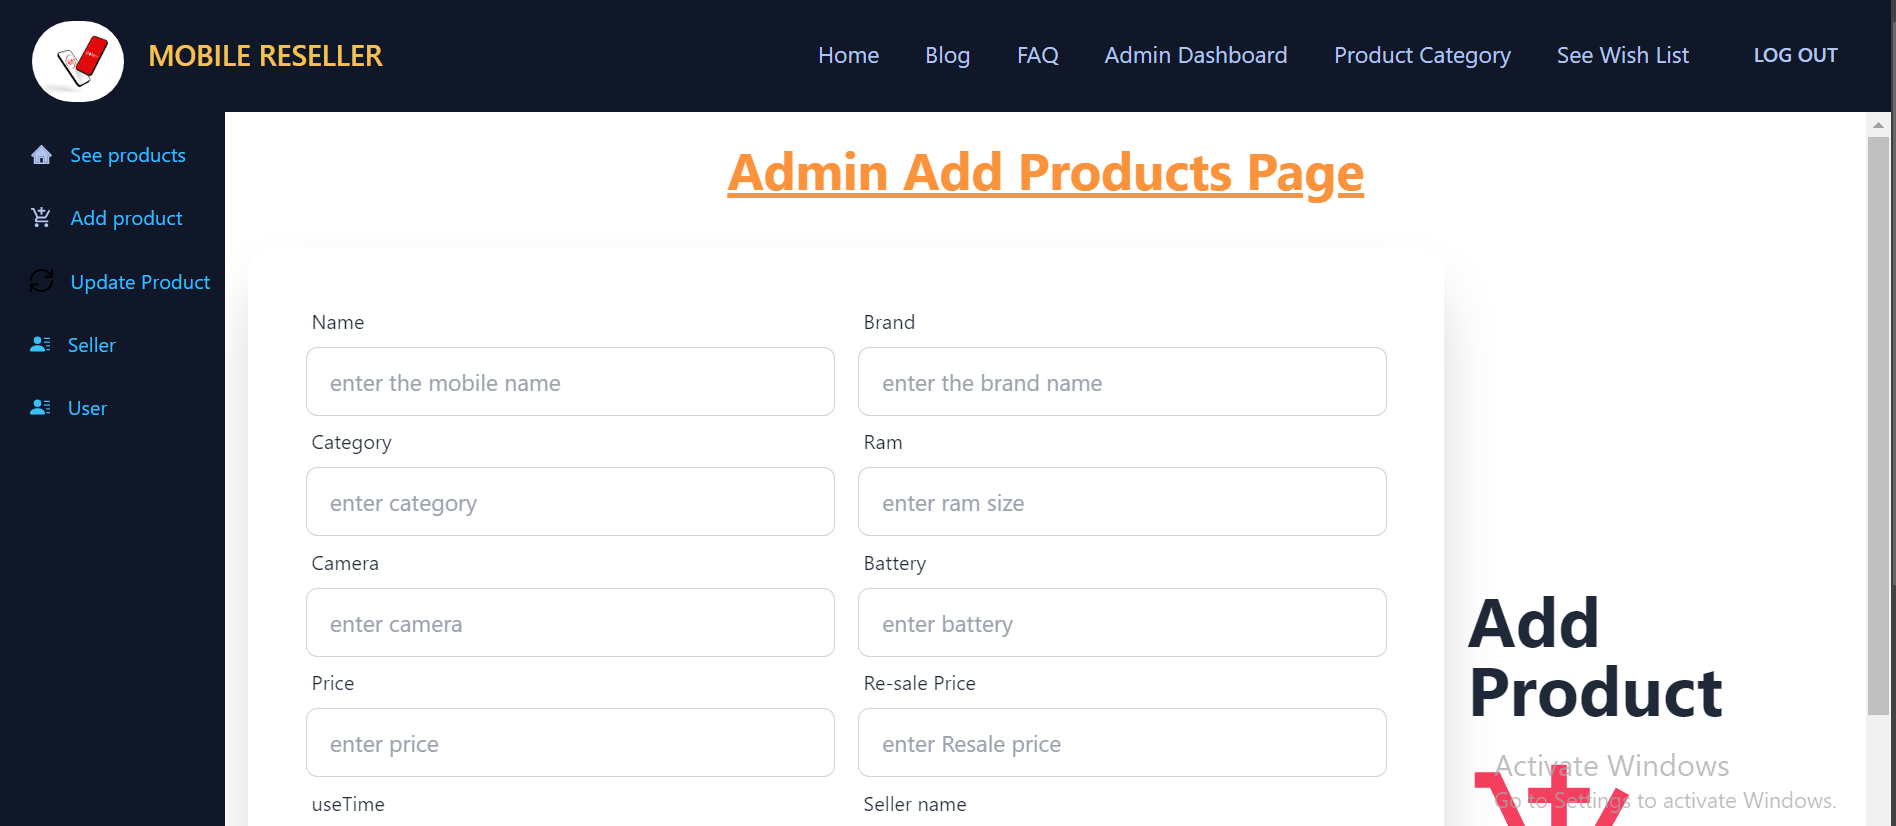 MOBILE RESELLER
Home Blog FAQ Admin Dashboard Product Category See Wish List LOG OUT
See products
Add product
Update Product
Seller
User
Admin Add Products Page
Name Brand
enter the mobile name enter the brand name
Category Ram
enter category enter ram size
Camera Battery
enter camera enter battery
Price Re-sale Price
enter price enter Resale price
useTime Seller name
Add
Product
Activate Windows
Go to Settings to activate Windows.